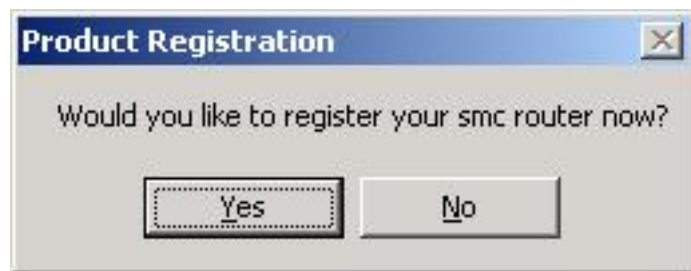 Product Registration
Would you like to register your smc router now?
Yes No